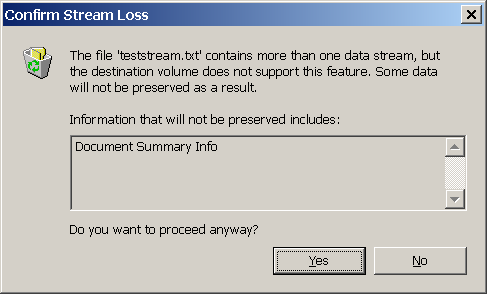 Confirm Stream Loss
The file 'teststream.txt' contains more than one data stream, but
the destination volume does not support this feature. Some data
will not be preserved as a result.
Information that will not be preserved includes:
Document Summary Info
Do you want to proceed anyway?
Yes
No